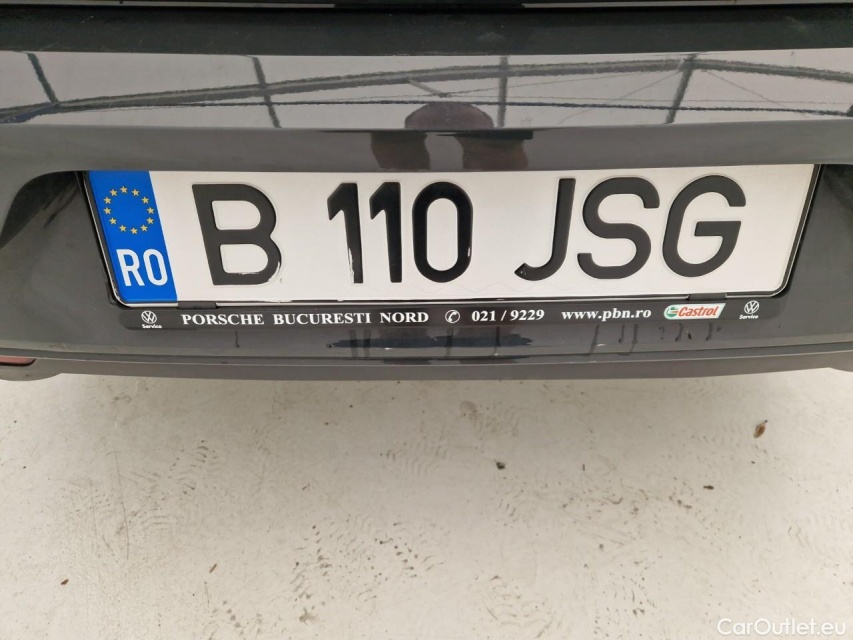 RO B 110 JSG
Service PORSCHE BUCURESTI NORD ✆ 021 / 9229 www.pbn.ro Castrol Service
CarOutlet.eu